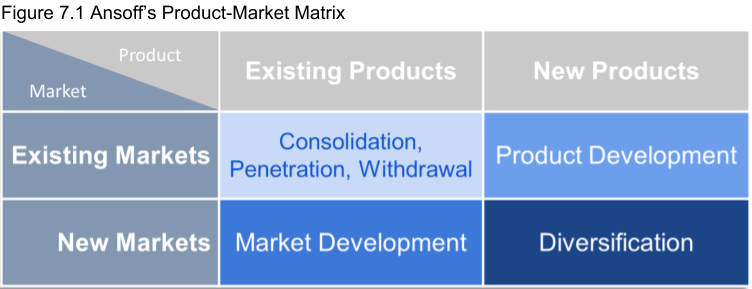 Figure 7.1 Ansoff's Product-Market Matrix
Product
Market
Existing Products
New Products
Existing Markets
Consolidation,
Penetration, Withdrawal
Product Development
New Markets
Market Development
Diversification